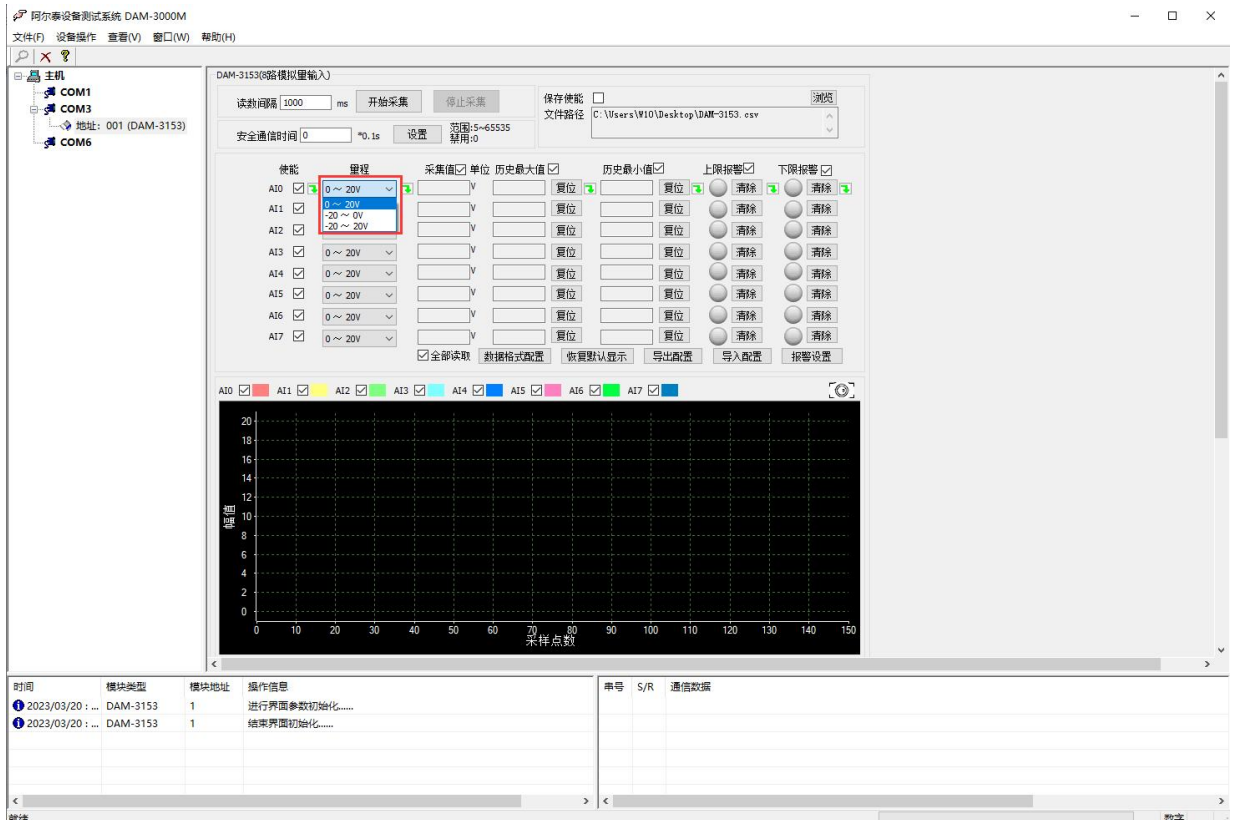 阿尔泰设备测试系统 DAM-3000M
文件(F) 设备操作 查看(V) 窗口(W) 帮助(H)
主机
COM1
COM3
地址: 001 (DAM-3153)
COM6
DAM-3153(8路模拟量输入)
读数间隔 1000 ms 开始采集 停止采集
安全通信时间 0 *0.1s 设置 范围:5~65535
禁用:0
保存使能 浏览
文件路径 C:\Users\W10\Desktop\DAM-3153.csv
使能 量程 采集值 单位 历史最大值 历史最小值 上限报警 下限报警
AI0 0 ～ 20V V 复位 复位 清除 清除
0 ～ 20V
-20 ～ 0V
-20 ～ 20V
AI1 V 复位 复位 清除 清除
AI2 V 复位 复位 清除 清除
AI3 0 ～ 20V V 复位 复位 清除 清除
AI4 0 ～ 20V V 复位 复位 清除 清除
AI5 0 ～ 20V V 复位 复位 清除 清除
AI6 0 ～ 20V V 复位 复位 清除 清除
AI7 0 ～ 20V V 复位 复位 清除 清除
全部读取 数据格式配置 恢复默认显示 导出配置 导入配置 报警设置
AI0 AI1 AI2 AI3 AI4 AI5 AI6 AI7
幅值
20
18
16
14
12
10
8
6
4
2
0
0 10 20 30 40 50 60 70 80 90 100 110 120 130 140 150
采样点数
时间 模块类型 模块地址 操作信息
2023/03/20 : ... DAM-3153 1 进行界面参数初始化......
2023/03/20 : ... DAM-3153 1 结束界面初始化......
串号 S/R 通信数据
就绪 数字